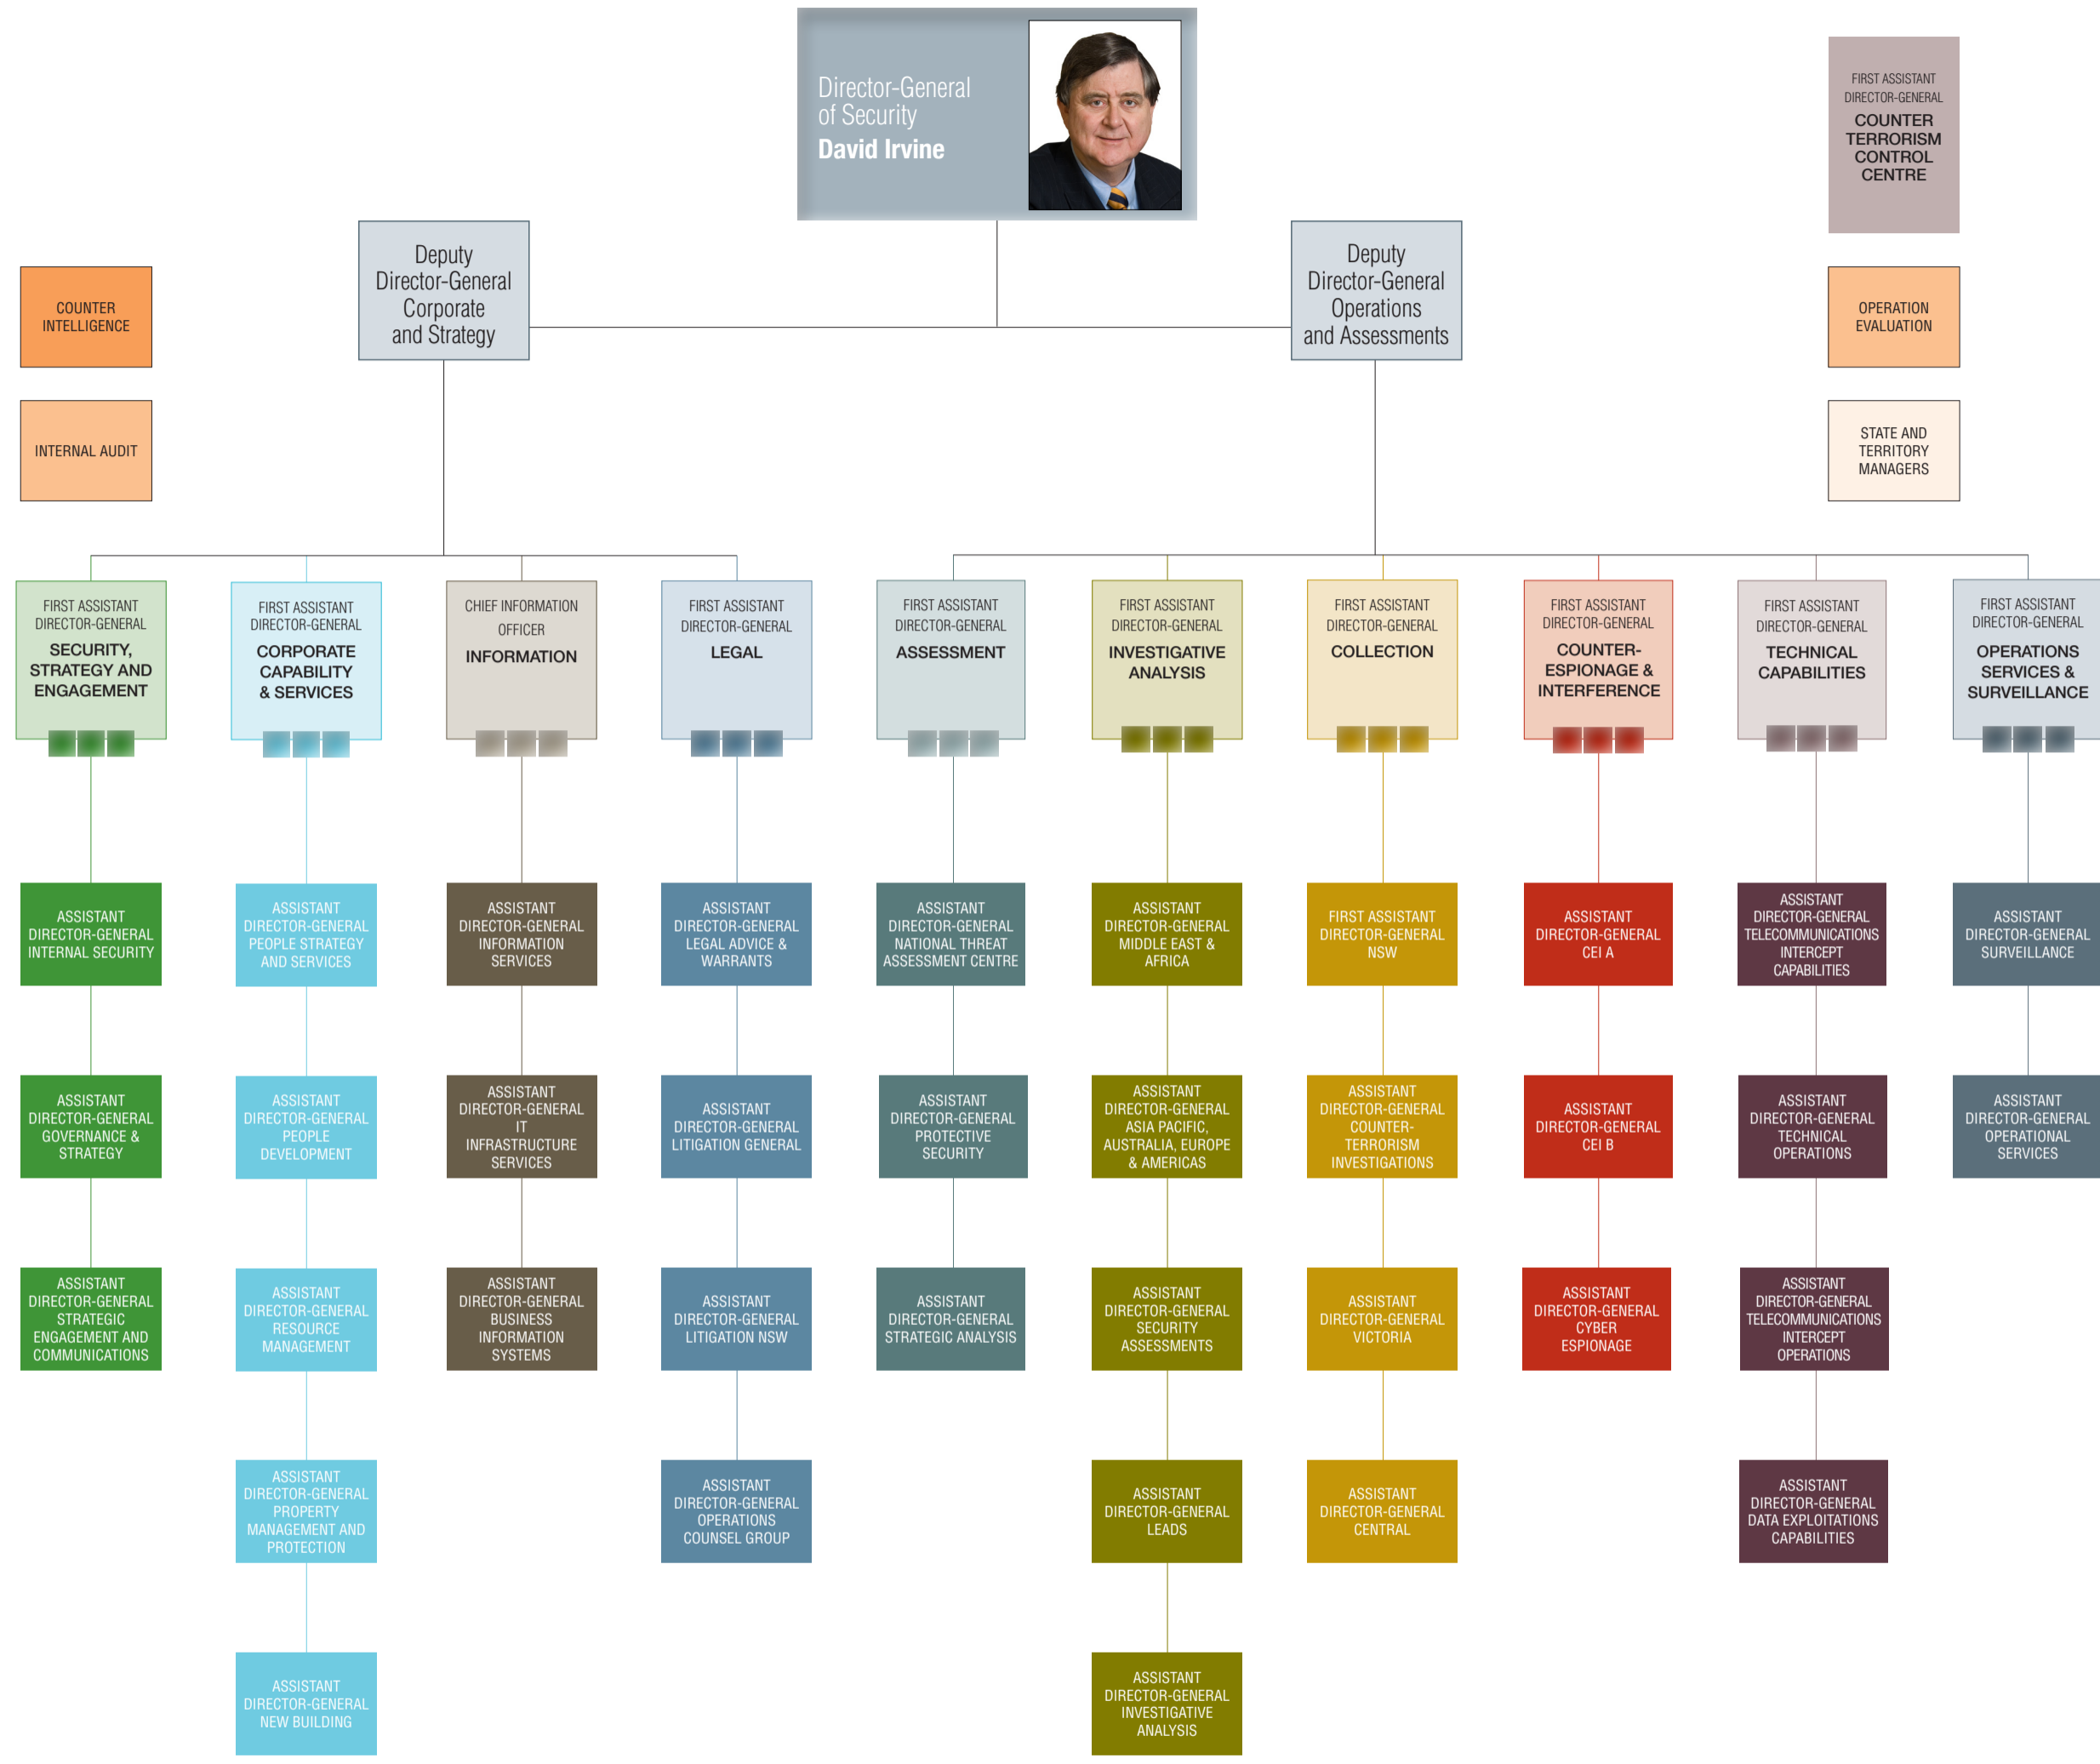 Director-General
of Security
David Irvine
FIRST ASSISTANT
DIRECTOR-GENERAL
COUNTER
TERRORISM
CONTROL
CENTRE
Deputy
Director-General
Corporate
and Strategy
Deputy
Director-General
Operations
and Assessments
COUNTER
INTELLIGENCE
OPERATION
EVALUATION
INTERNAL AUDIT
STATE AND
TERRITORY
MANAGERS
FIRST ASSISTANT
DIRECTOR-GENERAL
SECURITY,
STRATEGY AND
ENGAGEMENT
FIRST ASSISTANT
DIRECTOR-GENERAL
CORPORATE
CAPABILITY
& SERVICES
CHIEF INFORMATION
OFFICER
INFORMATION
FIRST ASSISTANT
DIRECTOR-GENERAL
LEGAL
FIRST ASSISTANT
DIRECTOR-GENERAL
ASSESSMENT
FIRST ASSISTANT
DIRECTOR-GENERAL
INVESTIGATIVE
ANALYSIS
FIRST ASSISTANT
DIRECTOR-GENERAL
COLLECTION
FIRST ASSISTANT
DIRECTOR-GENERAL
COUNTER-
ESPIONAGE &
INTERFERENCE
FIRST ASSISTANT
DIRECTOR-GENERAL
TECHNICAL
CAPABILITIES
FIRST ASSISTANT
DIRECTOR-GENERAL
OPERATIONS
SERVICES &
SURVEILLANCE
ASSISTANT
DIRECTOR-GENERAL
INTERNAL SECURITY
ASSISTANT
DIRECTOR-GENERAL
PEOPLE STRATEGY
AND SERVICES
ASSISTANT
DIRECTOR-GENERAL
INFORMATION
SERVICES
ASSISTANT
DIRECTOR-GENERAL
LEGAL ADVICE &
WARRANTS
ASSISTANT
DIRECTOR-GENERAL
NATIONAL THREAT
ASSESSMENT CENTRE
ASSISTANT
DIRECTOR-GENERAL
MIDDLE EAST &
AFRICA
FIRST ASSISTANT
DIRECTOR-GENERAL
NSW
ASSISTANT
DIRECTOR-GENERAL
CEI A
ASSISTANT
DIRECTOR-GENERAL
TELECOMMUNICATIONS
INTERCEPT
CAPABILITIES
ASSISTANT
DIRECTOR-GENERAL
SURVEILLANCE
ASSISTANT
DIRECTOR-GENERAL
GOVERNANCE &
STRATEGY
ASSISTANT
DIRECTOR-GENERAL
PEOPLE
DEVELOPMENT
ASSISTANT
DIRECTOR-GENERAL
IT
INFRASTRUCTURE
SERVICES
ASSISTANT
DIRECTOR-GENERAL
LITIGATION GENERAL
ASSISTANT
DIRECTOR-GENERAL
PROTECTIVE
SECURITY
ASSISTANT
DIRECTOR-GENERAL
ASIA PACIFIC,
AUSTRALIA, EUROPE
& AMERICAS
ASSISTANT
DIRECTOR-GENERAL
COUNTER-
TERRORISM
INVESTIGATIONS
ASSISTANT
DIRECTOR-GENERAL
CEI B
ASSISTANT
DIRECTOR-GENERAL
TECHNICAL
OPERATIONS
ASSISTANT
DIRECTOR-GENERAL
OPERATIONAL
SERVICES
ASSISTANT
DIRECTOR-GENERAL
STRATEGIC
ENGAGEMENT AND
COMMUNICATIONS
ASSISTANT
DIRECTOR-GENERAL
RESOURCE
MANAGEMENT
ASSISTANT
DIRECTOR-GENERAL
BUSINESS
INFORMATION
SYSTEMS
ASSISTANT
DIRECTOR-GENERAL
LITIGATION NSW
ASSISTANT
DIRECTOR-GENERAL
STRATEGIC ANALYSIS
ASSISTANT
DIRECTOR-GENERAL
SECURITY
ASSESSMENTS
ASSISTANT
DIRECTOR-GENERAL
VICTORIA
ASSISTANT
DIRECTOR-GENERAL
CYBER
ESPIONAGE
ASSISTANT
DIRECTOR-GENERAL
TELECOMMUNICATIONS
INTERCEPT
OPERATIONS
ASSISTANT
DIRECTOR-GENERAL
PROPERTY
MANAGEMENT AND
PROTECTION
ASSISTANT
DIRECTOR-GENERAL
OPERATIONS
COUNSEL GROUP
ASSISTANT
DIRECTOR-GENERAL
LEADS
ASSISTANT
DIRECTOR-GENERAL
CENTRAL
ASSISTANT
DIRECTOR-GENERAL
DATA EXPLOITATIONS
CAPABILITIES
ASSISTANT
DIRECTOR-GENERAL
NEW BUILDING
ASSISTANT
DIRECTOR-GENERAL
INVESTIGATIVE
ANALYSIS